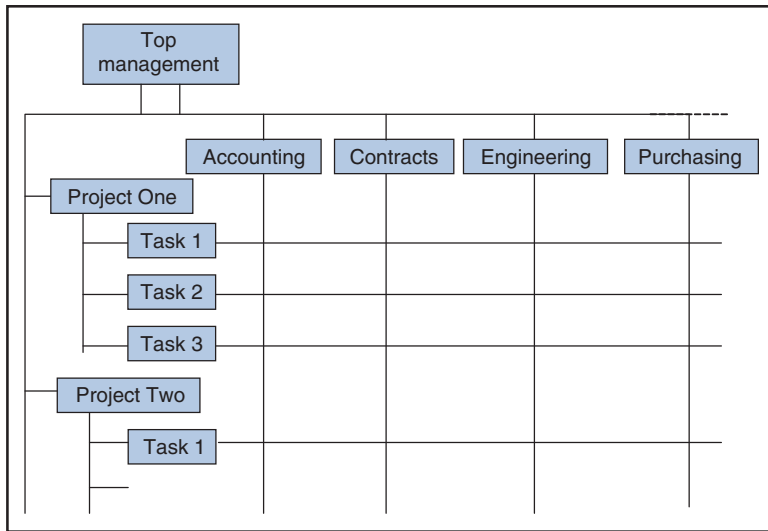 Top
management
Accounting
Contracts
Engineering
Purchasing
Project One
Task 1
Task 2
Task 3
Project Two
Task 1